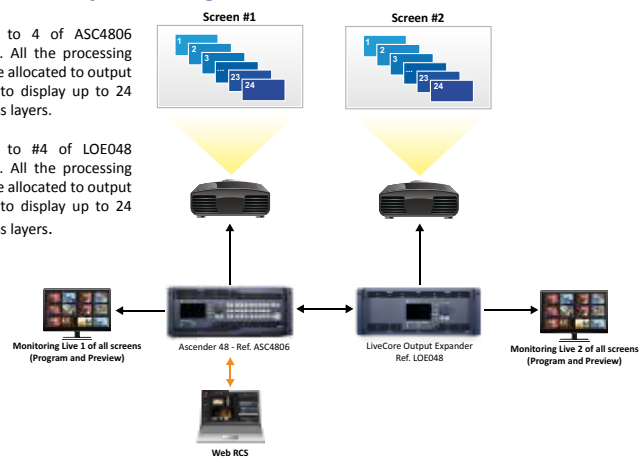 Screen #1
Screen #2
to 4 of ASC4806
. All the processing
e allocated to output
to display up to 24
s layers.
to #4 of LOE048
. All the processing
e allocated to output
to display up to 24
s layers.
1
2
3
...
23
24
1
2
3
...
23
24
Monitoring Live 1 of all screens
(Program and Preview)
Ascender 48 - Ref. ASC4806
LiveCore Output Expander
Ref. LOE048
Monitoring Live 2 of all screens
(Program and Preview)
Web RCS